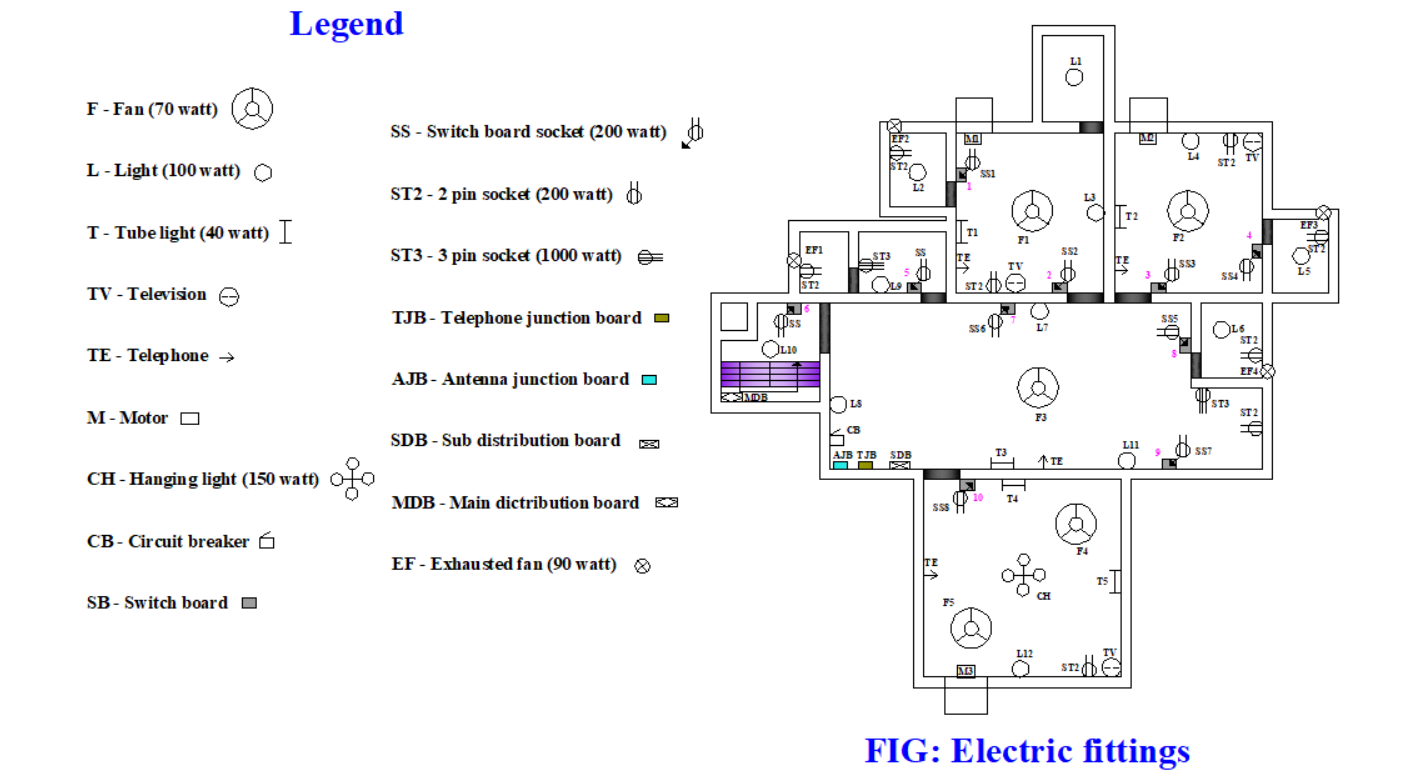 Legend
F - Fan (70 watt)
L - Light (100 watt)
T - Tube light (40 watt)
TV - Television
TE - Telephone
M - Motor
CH - Hanging light (150 watt)
CB - Circuit breaker
SB - Switch board
SS - Switch board socket (200 watt)
ST2 - 2 pin socket (200 watt)
ST3 - 3 pin socket (1000 watt)
TJB - Telephone junction board
AJB - Antenna junction board
SDB - Sub distribution board
MDB - Main dictribution board
EF - Exhausted fan (90 watt)
L1
EF2
M1
M2
L4
ST2
TV
ST2
SS1
L2
1
L3
T2
F1
T1
F2
EF3
4
ST2
L5
EF1
ST3
SS
TE
SS2
TE
SS3
SS4
ST2
5
L9
ST2
TV
2
3
SS
6
SS6
7
L7
SS5
L6
ST2
8
L10
EF4
MDB
L8
F3
ST3
ST2
CB
AJB
TJB
SDB
T3
TE
L11
9
SS7
SS8
10
T4
F4
TE
T5
CH
F5
L12
ST2
TV
M3
FIG: Electric fittings